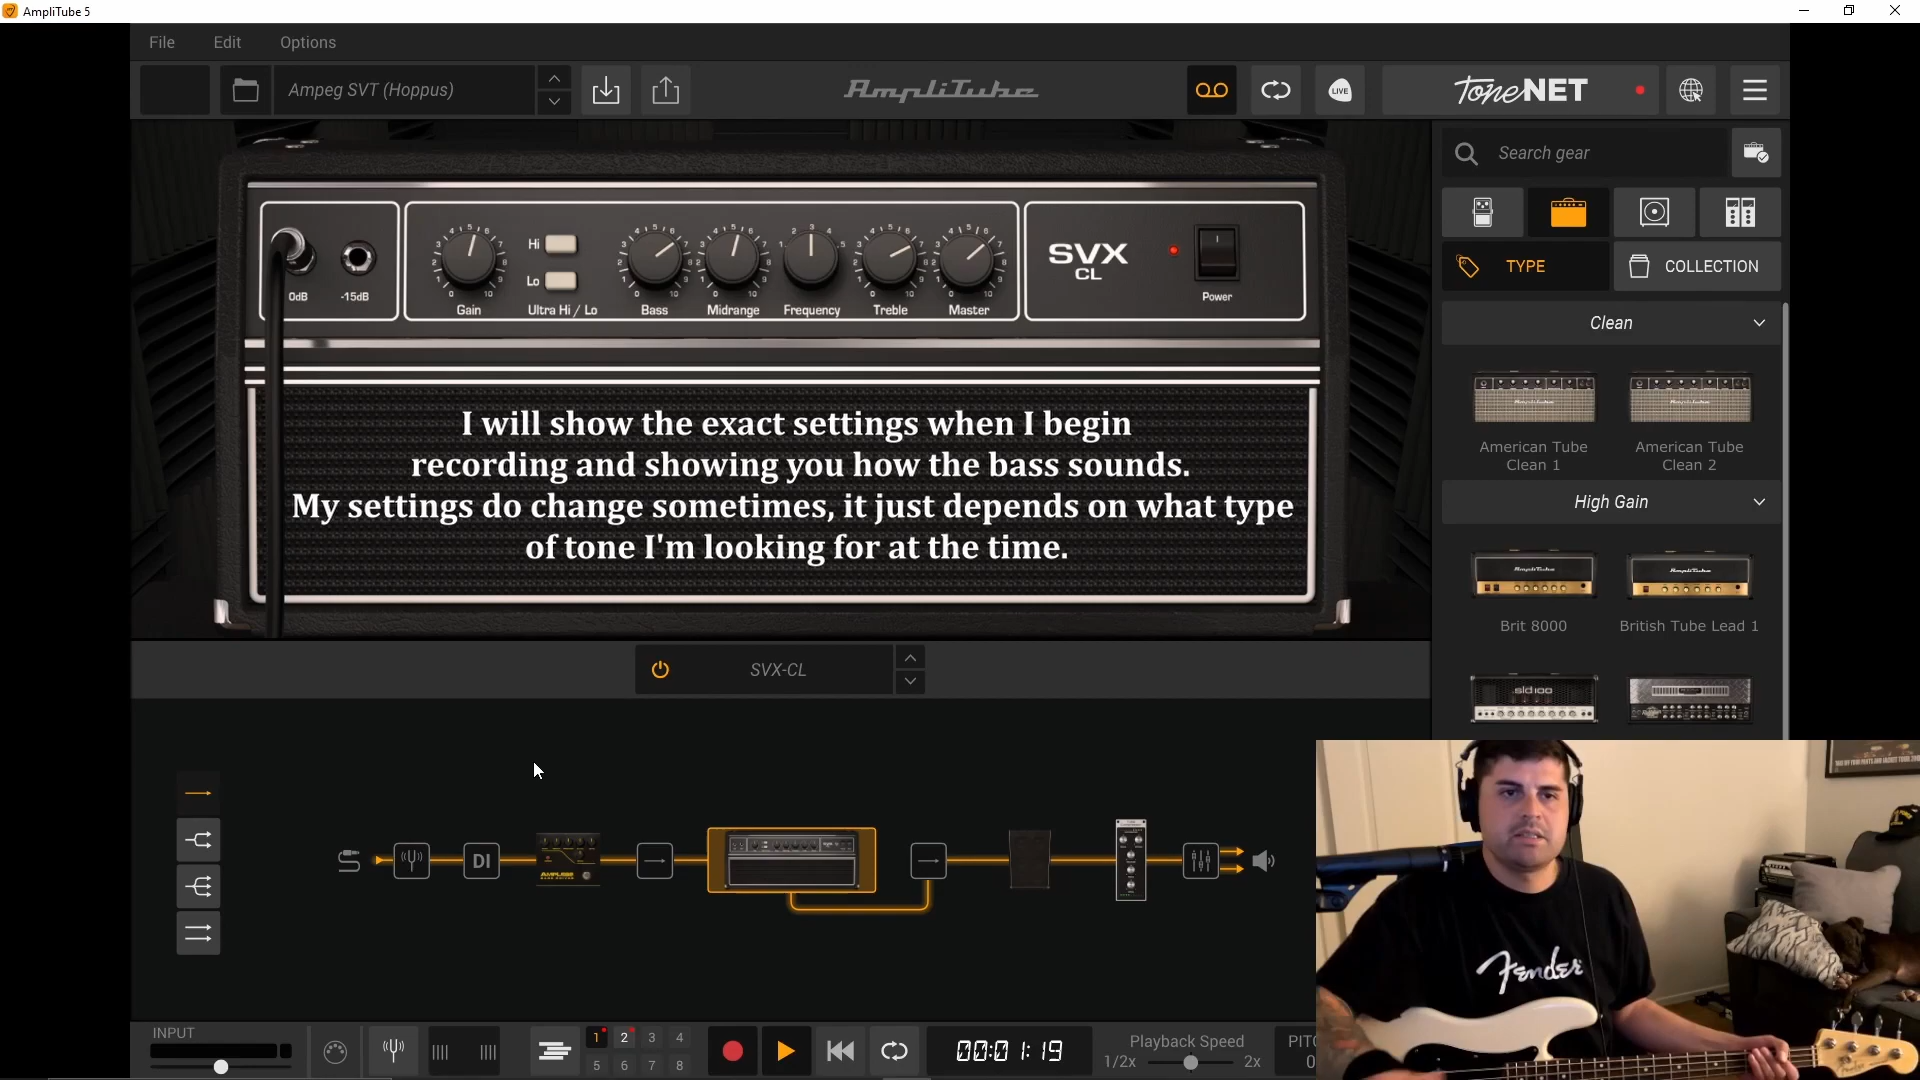 AmpliTube 5
File Edit Options
Ampeg SVT (Hoppus)
AmpliTube
LIVE
ToneNET
Search gear
TYPE
COLLECTION
Clean
American Tube Clean 1
American Tube Clean 2
High Gain
Brit 8000
British Tube Lead 1
sld100
0dB
-15dB
Gain
Hi
Lo
Ultra Hi / Lo
Bass
Midrange
Frequency
Treble
Master
SVX
CL
Power
I will show the exact settings when I begin
recording and showing you how the bass sounds.
My settings do change sometimes, it just depends on what type
of tone I'm looking for at the time.
SVX-CL
DI
INPUT
1 2 3 4
5 6 7 8
00:01:19
Playback Speed
1/2x
2x
Fender